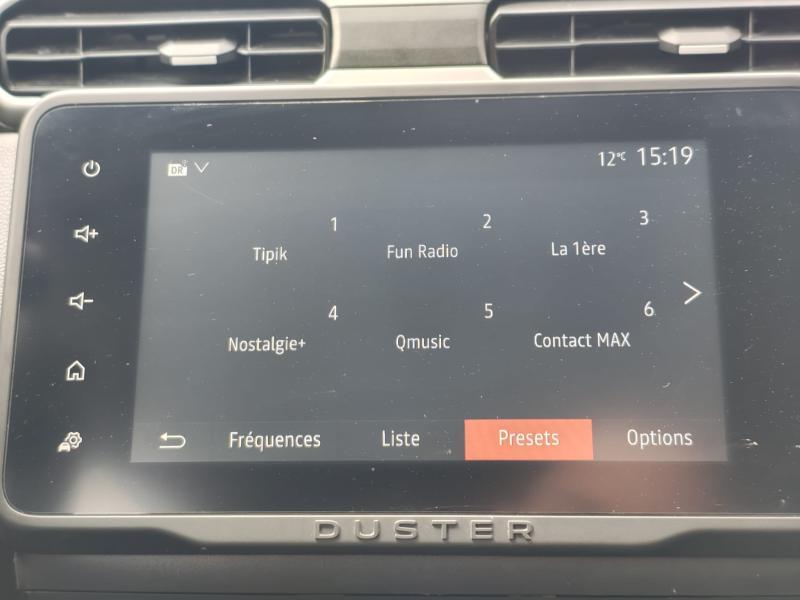 DR
12°C 15:19
1 2 3
Tipik Fun Radio La 1ère
4 5 6
Nostalgie+ Qmusic Contact MAX
Fréquences Liste Presets Options
DUSTER